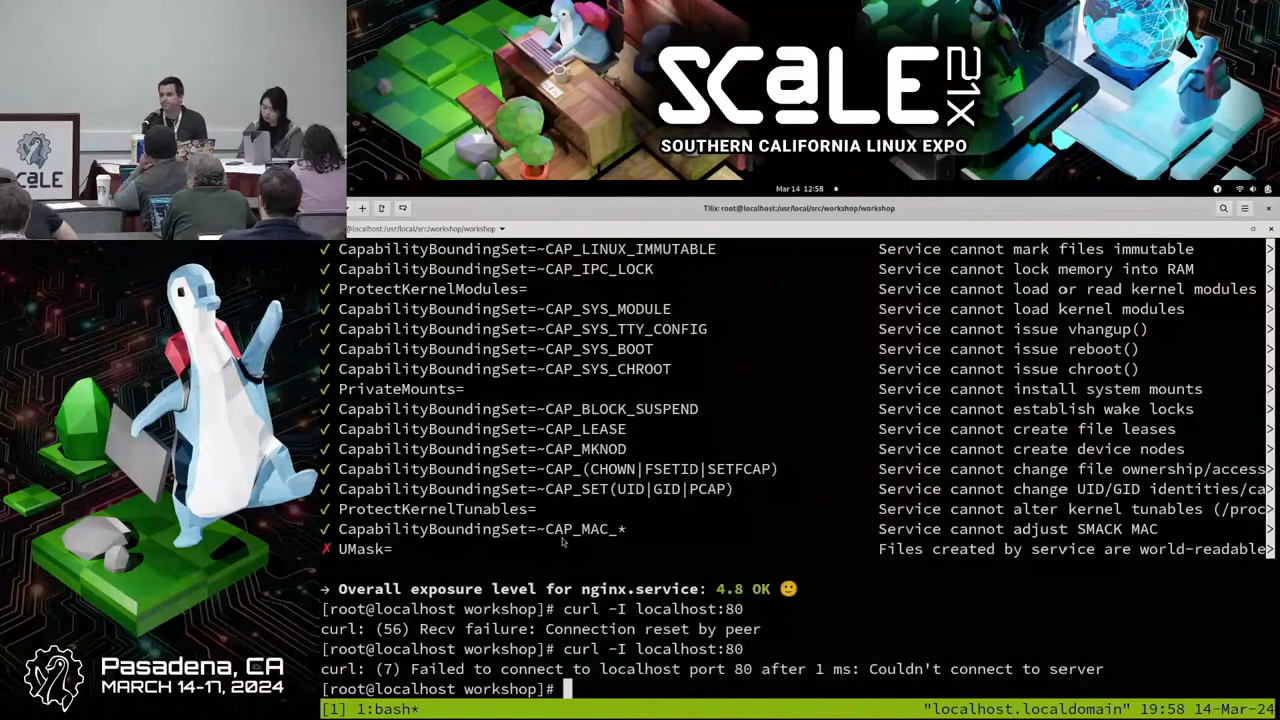 SCALE 21X
SOUTHERN CALIFORNIA LINUX EXPO
SCALE
Mar 14 12:58
Tilix: root@localhost:/usr/local/src/workshop/workshop
@localhost:/usr/local/src/workshop/workshop
✓ CapabilityBoundingSet=~CAP_LINUX_IMMUTABLE Service cannot mark files immutable >
✓ CapabilityBoundingSet=~CAP_IPC_LOCK Service cannot lock memory into RAM >
✓ ProtectKernelModules= Service cannot load or read kernel modules >
✓ CapabilityBoundingSet=~CAP_SYS_MODULE Service cannot load kernel modules >
✓ CapabilityBoundingSet=~CAP_SYS_TTY_CONFIG Service cannot issue vhangup() >
✓ CapabilityBoundingSet=~CAP_SYS_BOOT Service cannot issue reboot() >
✓ CapabilityBoundingSet=~CAP_SYS_CHROOT Service cannot issue chroot() >
✓ PrivateMounts= Service cannot install system mounts >
✓ CapabilityBoundingSet=~CAP_BLOCK_SUSPEND Service cannot establish wake locks >
✓ CapabilityBoundingSet=~CAP_LEASE Service cannot create file leases >
✓ CapabilityBoundingSet=~CAP_MKNOD Service cannot create device nodes >
✓ CapabilityBoundingSet=~CAP_(CHOWN|FSETID|SETFCAP) Service cannot change file ownership/access>
✓ CapabilityBoundingSet=~CAP_SET(UID|GID|PCAP) Service cannot change UID/GID identities/ca>
✓ ProtectKernelTunables= Service cannot alter kernel tunables (/proc>
✓ CapabilityBoundingSet=~CAP_MAC_* Service cannot adjust SMACK MAC >
✗ UMask= Files created by service are world-readable>
→ Overall exposure level for nginx.service: 4.8 OK 🙂
[root@localhost workshop]# curl -I localhost:80
curl: (56) Recv failure: Connection reset by peer
[root@localhost workshop]# curl -I localhost:80
curl: (7) Failed to connect to localhost port 80 after 1 ms: Couldn't connect to server
[root@localhost workshop]#
[1] 1:bash* "localhost.localdomain" 19:58 14-Mar-24
Pasadena, CA
MARCH 14-17, 2024